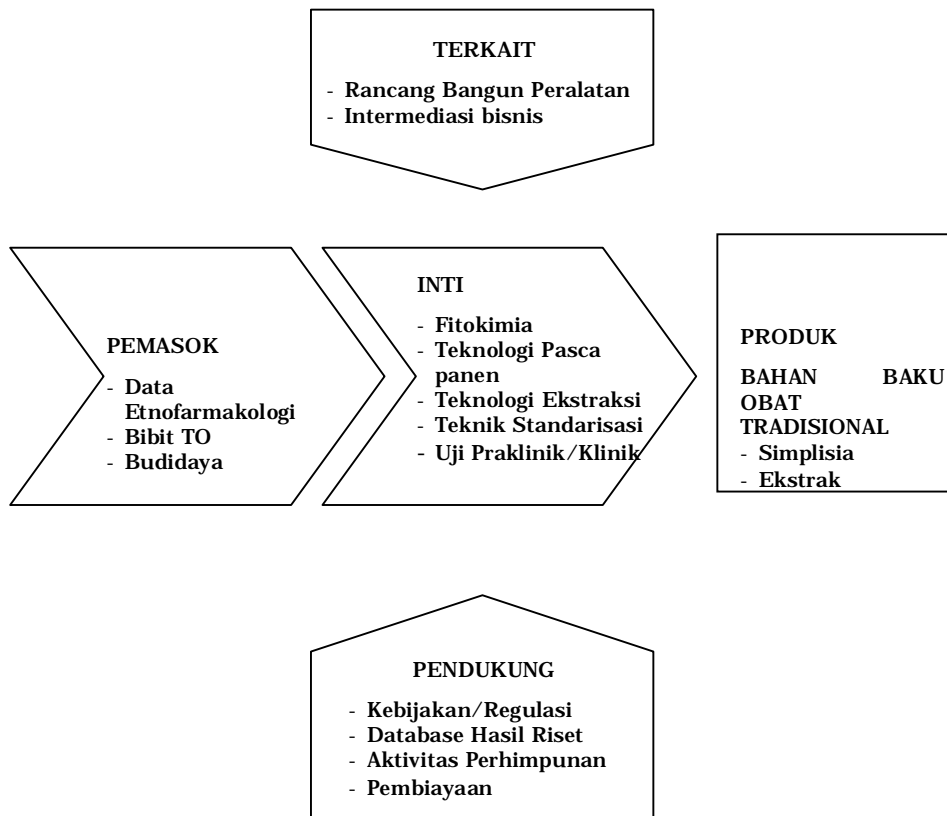 TERKAIT
- Rancang Bangun Peralatan
- Intermediasi bisnis
PEMASOK
- Data
Etnofarmakologi
- Bibit TO
- Budidaya
INTI
- Fitokimia
- Teknologi Pasca
panen
- Teknologi Ekstraksi
- Teknik Standarisasi
- Uji Praklinik/Klinik
PRODUK
BAHAN BAKU
OBAT
TRADISIONAL
- Simplisia
- Ekstrak
PENDUKUNG
- Kebijakan/Regulasi
- Database Hasil Riset
- Aktivitas Perhimpunan
- Pembiayaan